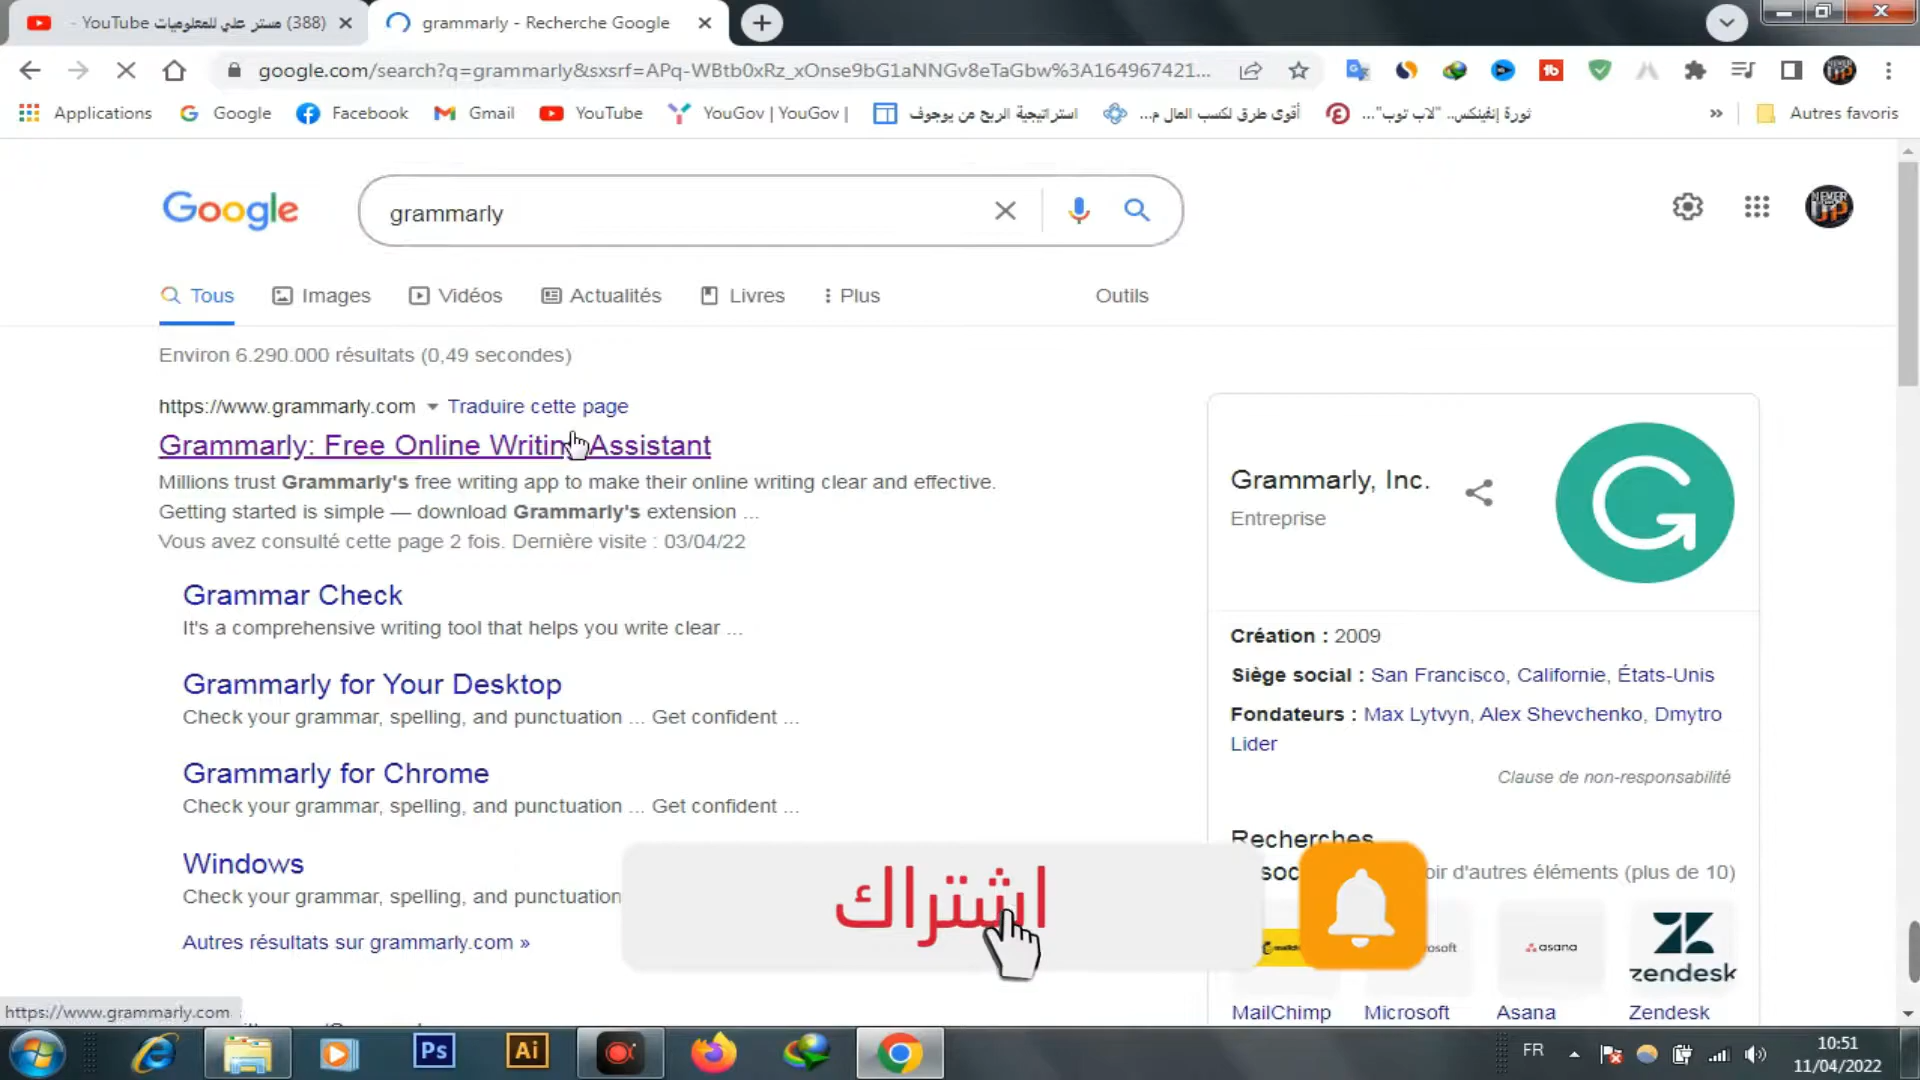 (388) مستر علي للمعلوميات - YouTube
grammarly - Recherche Google
google.com/search?q=grammarly&sxsrf=APq-WBtb0xRz_xOnse9bG1aNNGv8eTaGbw%3A164967421...
Applications
Google
Facebook
Gmail
YouTube
YouGov | YouGov |
استراتيجية الربح من يوجوف
أقوى طرق لكسب المال م...
ثورة إنفينكس.. "لاب توب"...
»
Autres favoris
Google
grammarly
NEVER UP
Tous
Images
Vidéos
Actualités
Livres
Plus
Outils
Environ 6.290.000 résultats (0,49 secondes)
https://www.grammarly.com
Traduire cette page
Grammarly: Free Online Writing Assistant
Millions trust Grammarly's free writing app to make their online writing clear and effective.
Getting started is simple — download Grammarly's extension ...
Vous avez consulté cette page 2 fois. Dernière visite : 03/04/22
Grammar Check
It's a comprehensive writing tool that helps you write clear ...
Grammarly for Your Desktop
Check your grammar, spelling, and punctuation ... Get confident ...
Grammarly for Chrome
Check your grammar, spelling, and punctuation ... Get confident ...
Windows
Check your grammar, spelling, and punctuation
Autres résultats sur grammarly.com »
Grammarly, Inc.
Entreprise
Création : 2009
Siège social : San Francisco, Californie, États-Unis
Fondateurs : Max Lytvyn, Alex Shevchenko, Dmytro
Lider
Clause de non-responsabilité
Recherches
oir d'autres éléments (plus de 10)
اشتراك
osoft
asana
zendesk
MailChimp
Microsoft
Asana
Zendesk
https://www.grammarly.com
Ps
Ai
FR
10:51
11/04/2022